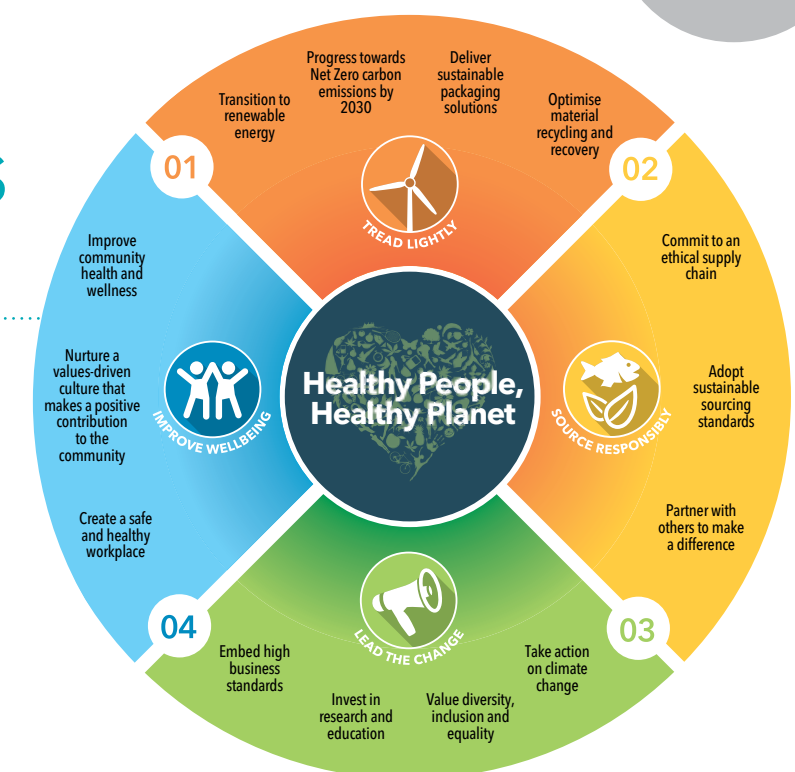 S
01
Transition to
renewable
energy
Progress towards
Net Zero carbon
emissions by
2030
Deliver
sustainable
packaging
solutions
Optimise
material
recycling and
recovery
TREAD LIGHTLY
02
Commit to an
ethical supply
chain
Adopt
sustainable
sourcing
standards
Partner with
others to make
a difference
SOURCE RESPONSIBLY
03
Take action
on climate
change
Value diversity,
inclusion and
equality
Invest in
research and
education
Embed high
business
standards
LEAD THE CHANGE
04
Improve
community
health and
wellness
Nurture a
values-driven
culture that
makes a positive
contribution
to the
community
Create a safe
and healthy
workplace
IMPROVE WELLBEING
Healthy People,
Healthy Planet